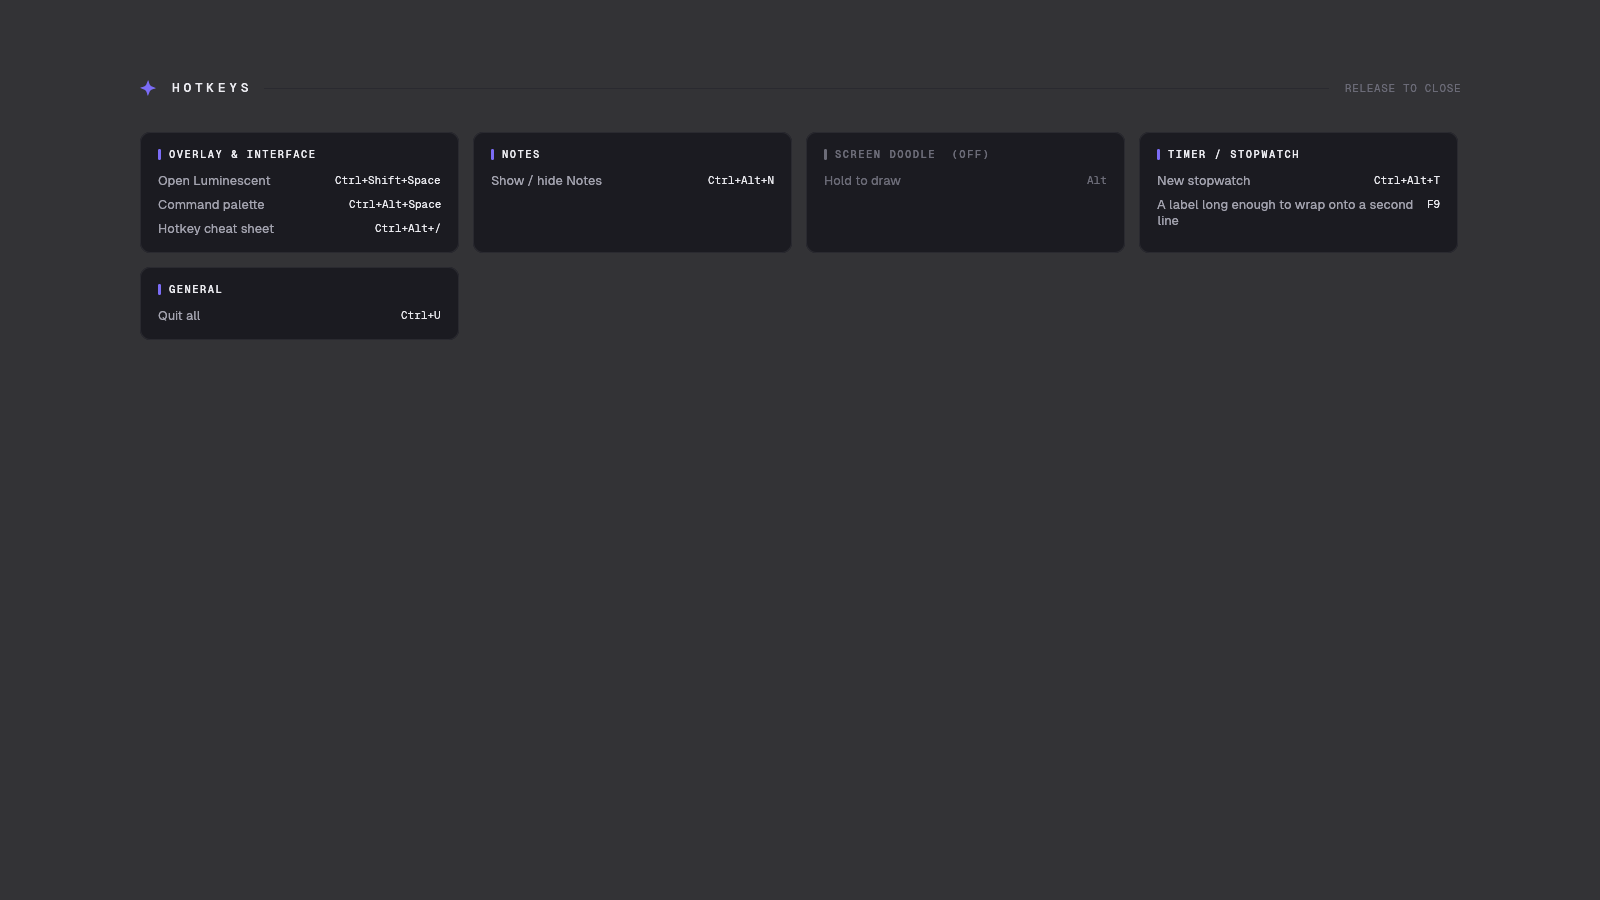 HOTKEYS
RELEASE TO CLOSE
OVERLAY & INTERFACE
Open Luminescent Ctrl+Shift+Space
Command palette Ctrl+Alt+Space
Hotkey cheat sheet Ctrl+Alt+/
NOTES
Show / hide Notes Ctrl+Alt+N
SCREEN DOODLE (OFF)
Hold to draw Alt
TIMER / STOPWATCH
New stopwatch Ctrl+Alt+T
A label long enough to wrap onto a second F9
line
GENERAL
Quit all Ctrl+U